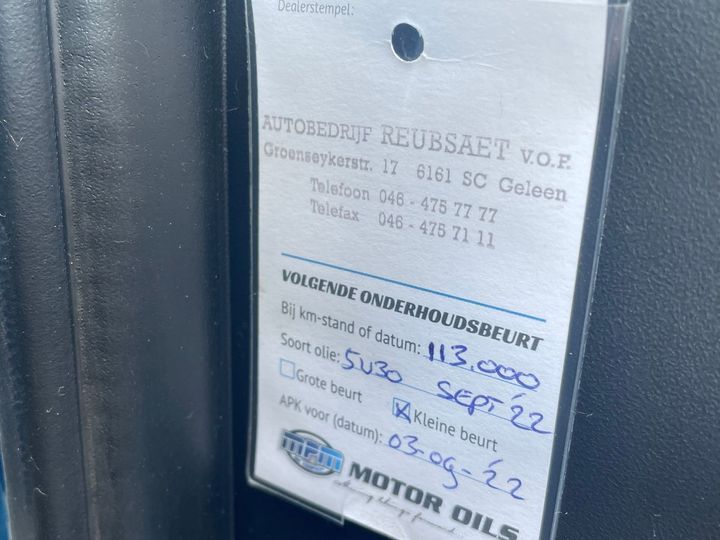 Dealerstempel:
AUTOBEDRIJF REUBSAET V.O.F.
Groenseykerstr. 17 6161 SC Geleen
Telefoon 046 - 475 77 77
Telefax 046 - 475 71 11
VOLGENDE ONDERHOUDSBEURT
Bij km-stand of datum: 113.000
Soort olie: 5W30 SEPT '22
Grote beurt Kleine beurt
APK voor (datum): 03-09-'22
MPM MOTOR OILS